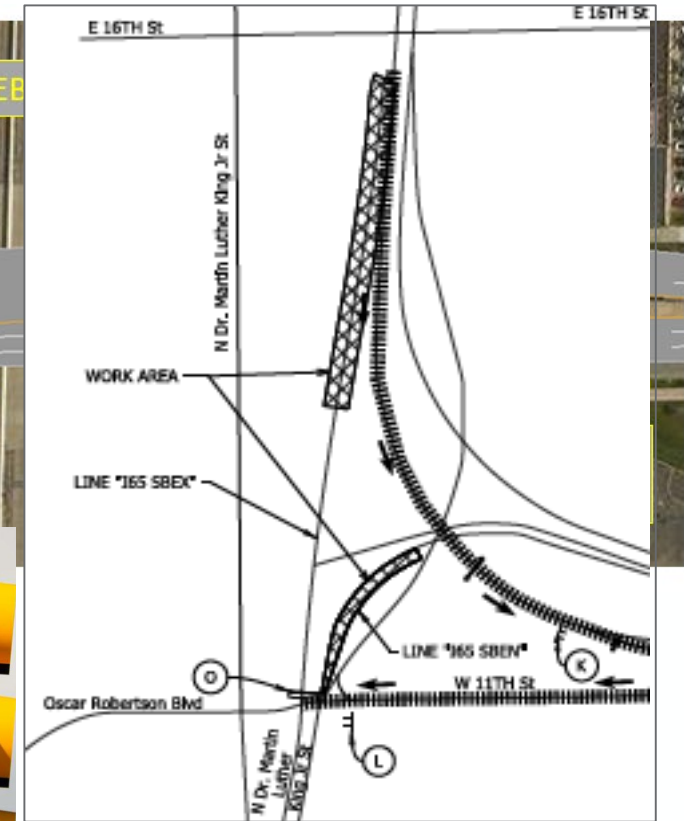 E 16TH St
E 16TH St
EB
N Dr. Martin Luther King Jr St
WORK AREA
LINE "I65 SBEX"
LINE "I65 SBEN"
O
K
W 11TH St
Oscar Robertson Blvd
L
N Dr. Martin
Luther
King Jr St